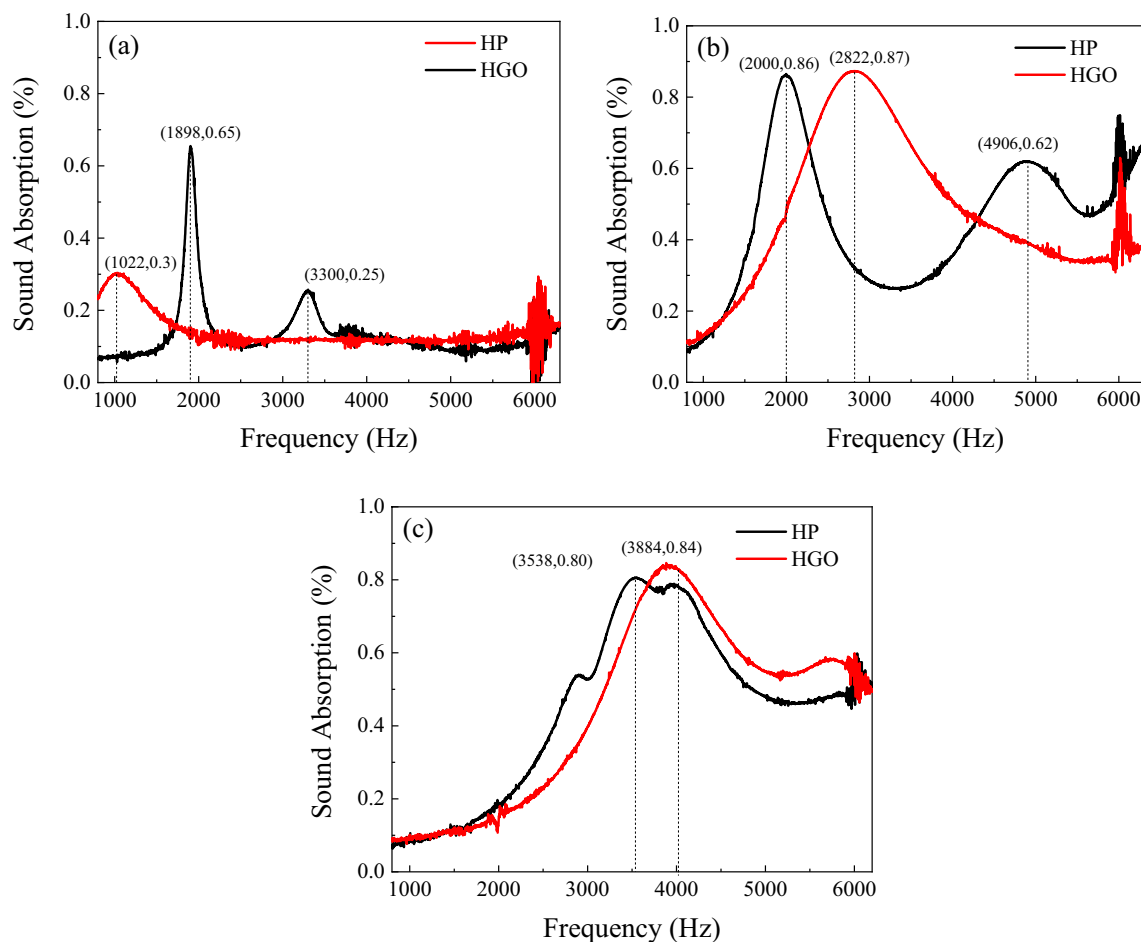 (a)
HP
HGO
(1898,0.65)
(1022,0.3)
(3300,0.25)
1.0
0.8
0.6
0.4
0.2
0.0
1000 2000 3000 4000 5000 6000
Sound Absorption (%)
Frequency (Hz)
(b)
HP
HGO
(2000,0.86)
(2822,0.87)
(4906,0.62)
1.0
0.8
0.6
0.4
0.2
0.0
1000 2000 3000 4000 5000 6000
Sound Absorption (%)
Frequency (Hz)
(c)
HP
HGO
(3538,0.80)
(3884,0.84)
1.0
0.8
0.6
0.4
0.2
0.0
1000 2000 3000 4000 5000 6000
Sound Absorption (%)
Frequency (Hz)